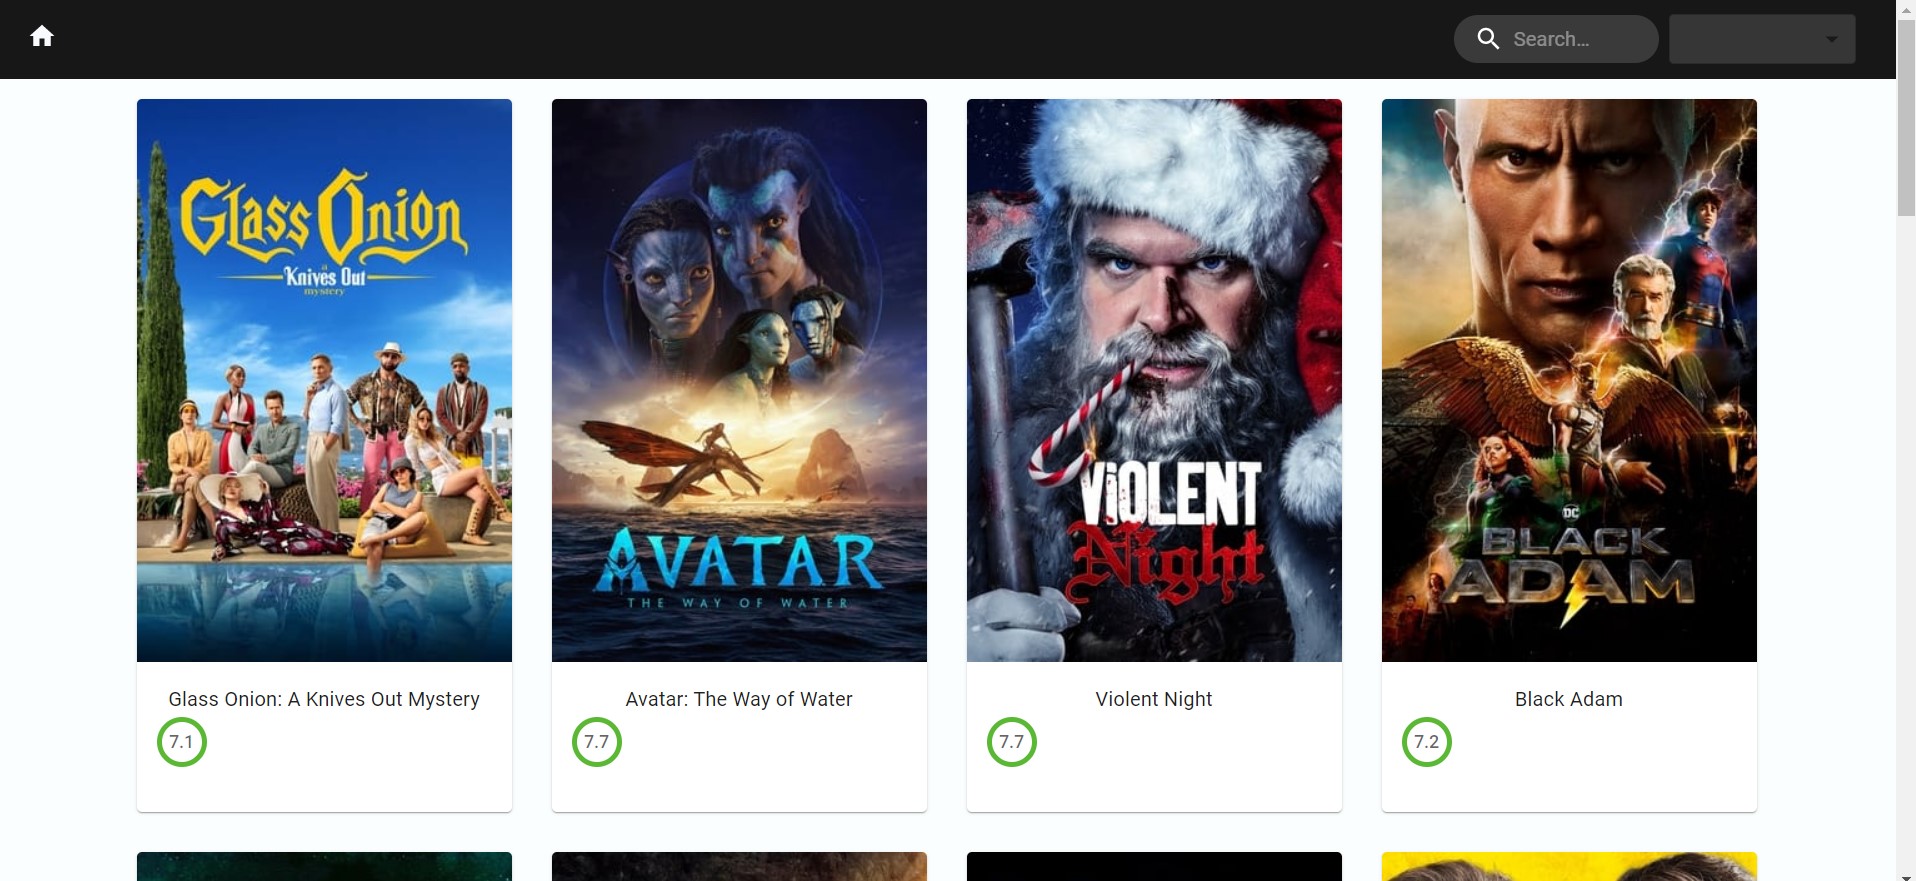 Search...
Glass Onion
a
Knives Out
mystery
AVATAR
THE WAY OF WATER
ViOLENT
Night
DC
BLACK
ADAM
Glass Onion: A Knives Out Mystery
7.1
Avatar: The Way of Water
7.7
Violent Night
7.7
Black Adam
7.2